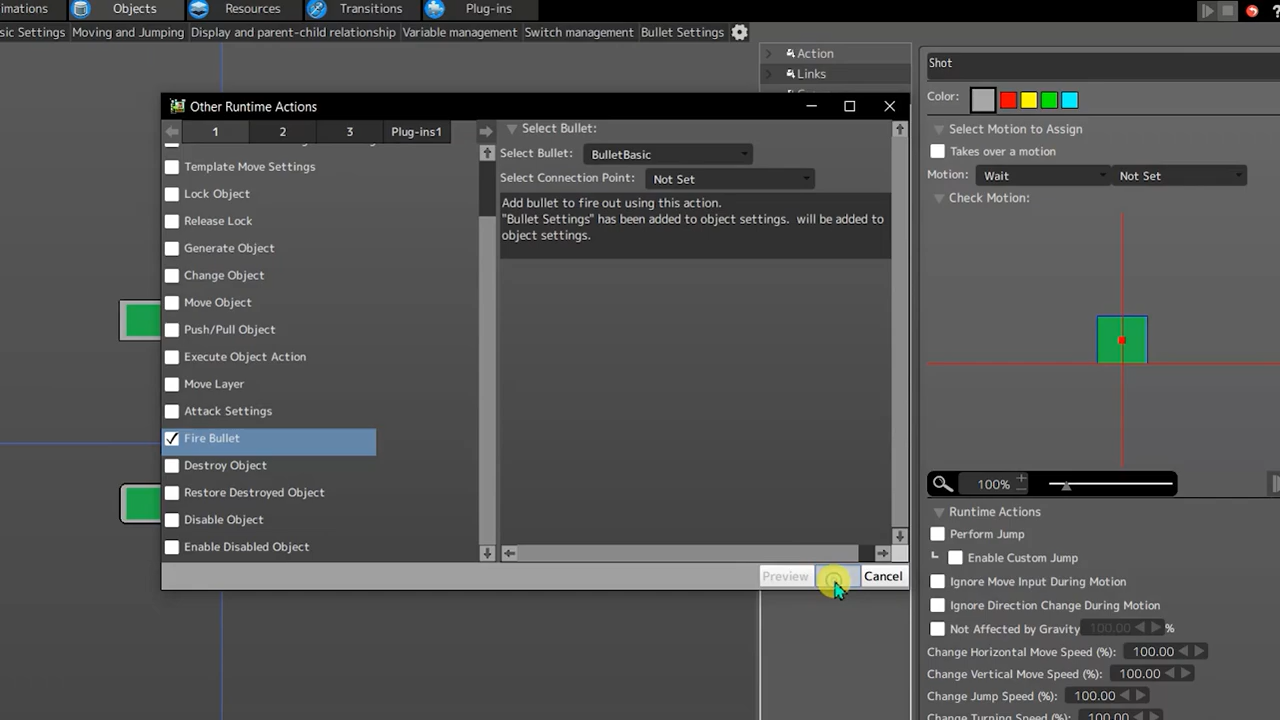 imations Objects Resources Transitions Plug-ins
sic Settings Moving and Jumping Display and parent-child relationship Variable management Switch management Bullet Settings
Action
Links
Other Runtime Actions
1 2 3 Plug-ins1
Template Move Settings
Lock Object
Release Lock
Generate Object
Change Object
Move Object
Push/Pull Object
Execute Object Action
Move Layer
Attack Settings
Fire Bullet
Destroy Object
Restore Destroyed Object
Disable Object
Enable Disabled Object
Select Bullet:
Select Bullet: BulletBasic
Select Connection Point: Not Set
Add bullet to fire out using this action.
"Bullet Settings" has been added to object settings. will be added to
object settings.
Preview Cancel
Shot
Color:
Select Motion to Assign
Takes over a motion
Motion: Wait Not Set
Check Motion:
100%
Runtime Actions
Perform Jump
Enable Custom Jump
Ignore Move Input During Motion
Ignore Direction Change During Motion
Not Affected by Gravity 100.00 %
Change Horizontal Move Speed (%): 100.00
Change Vertical Move Speed (%): 100.00
Change Jump Speed (%): 100.00
Change Turning Speed (%): 100.00